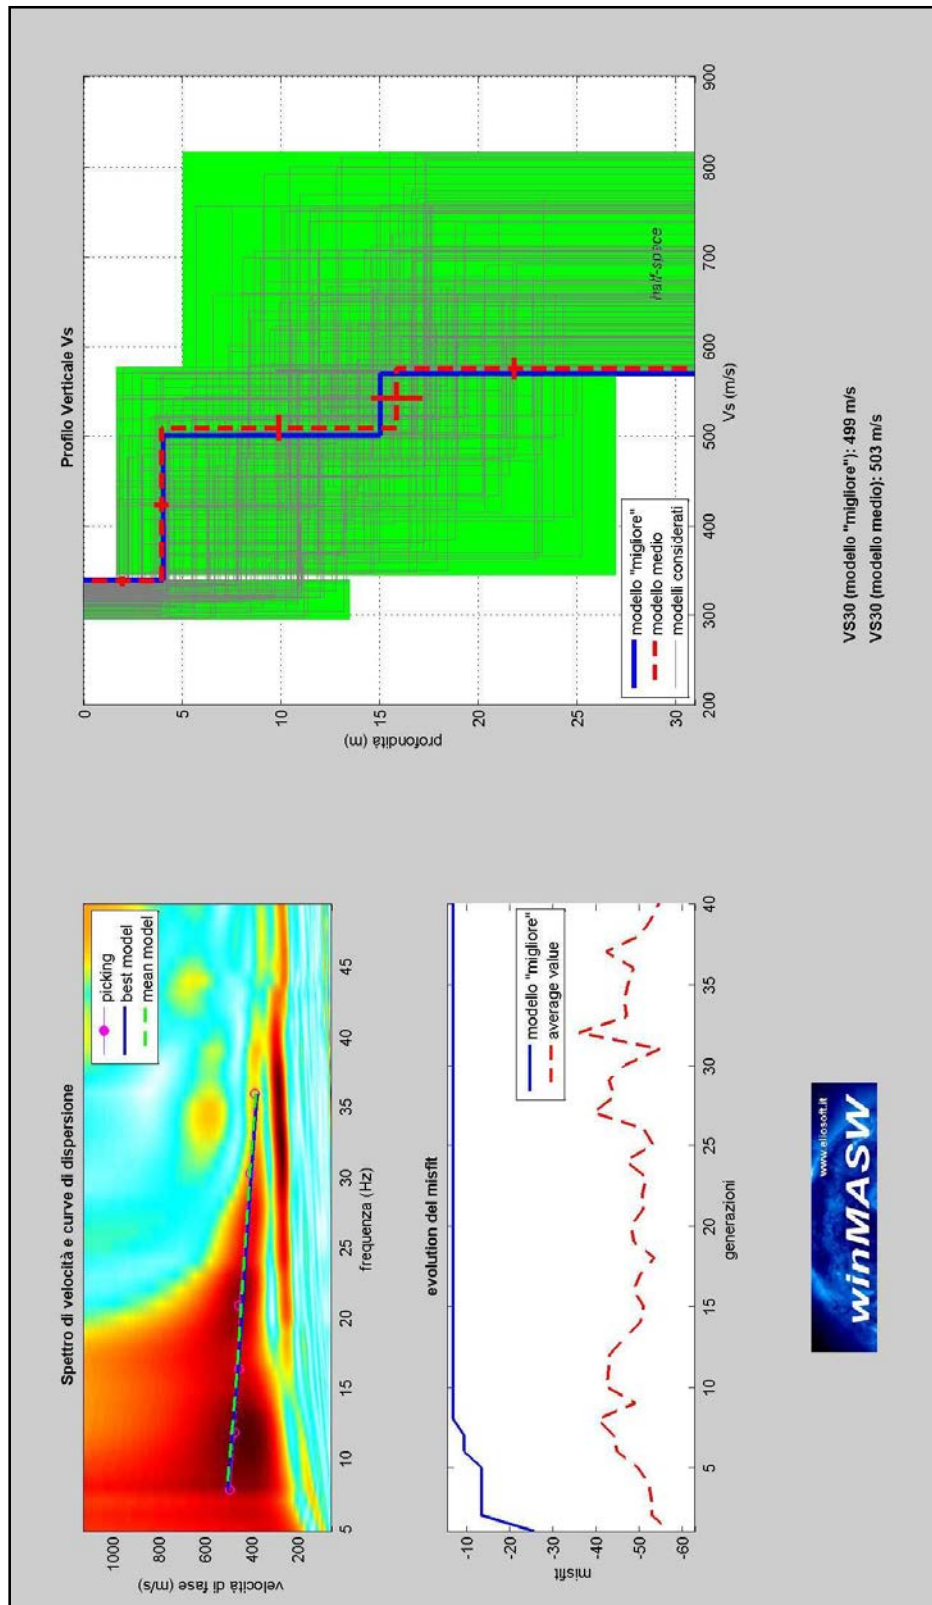 Spettro di velocità e curve di dispersione
picking
best model
mean model
velocità di fase (m/s)
1000
800
600
400
200
5
10
15
20
25
30
35
40
45
frequenza (Hz)
evolution del misfit
modello "migliore"
average value
misfit
-10
-20
-30
-40
-50
-60
5
10
15
20
25
30
35
40
generazioni
Profilo Verticale Vs
profondità (m)
0
5
10
15
20
25
30
200
300
400
500
600
700
800
900
Vs (m/s)
half-space
modello "migliore"
modello medio
modelli considerati
www.eliosoft.it
winMASW
VS30 (modello "migliore"): 499 m/s
VS30 (modello medio): 503 m/s